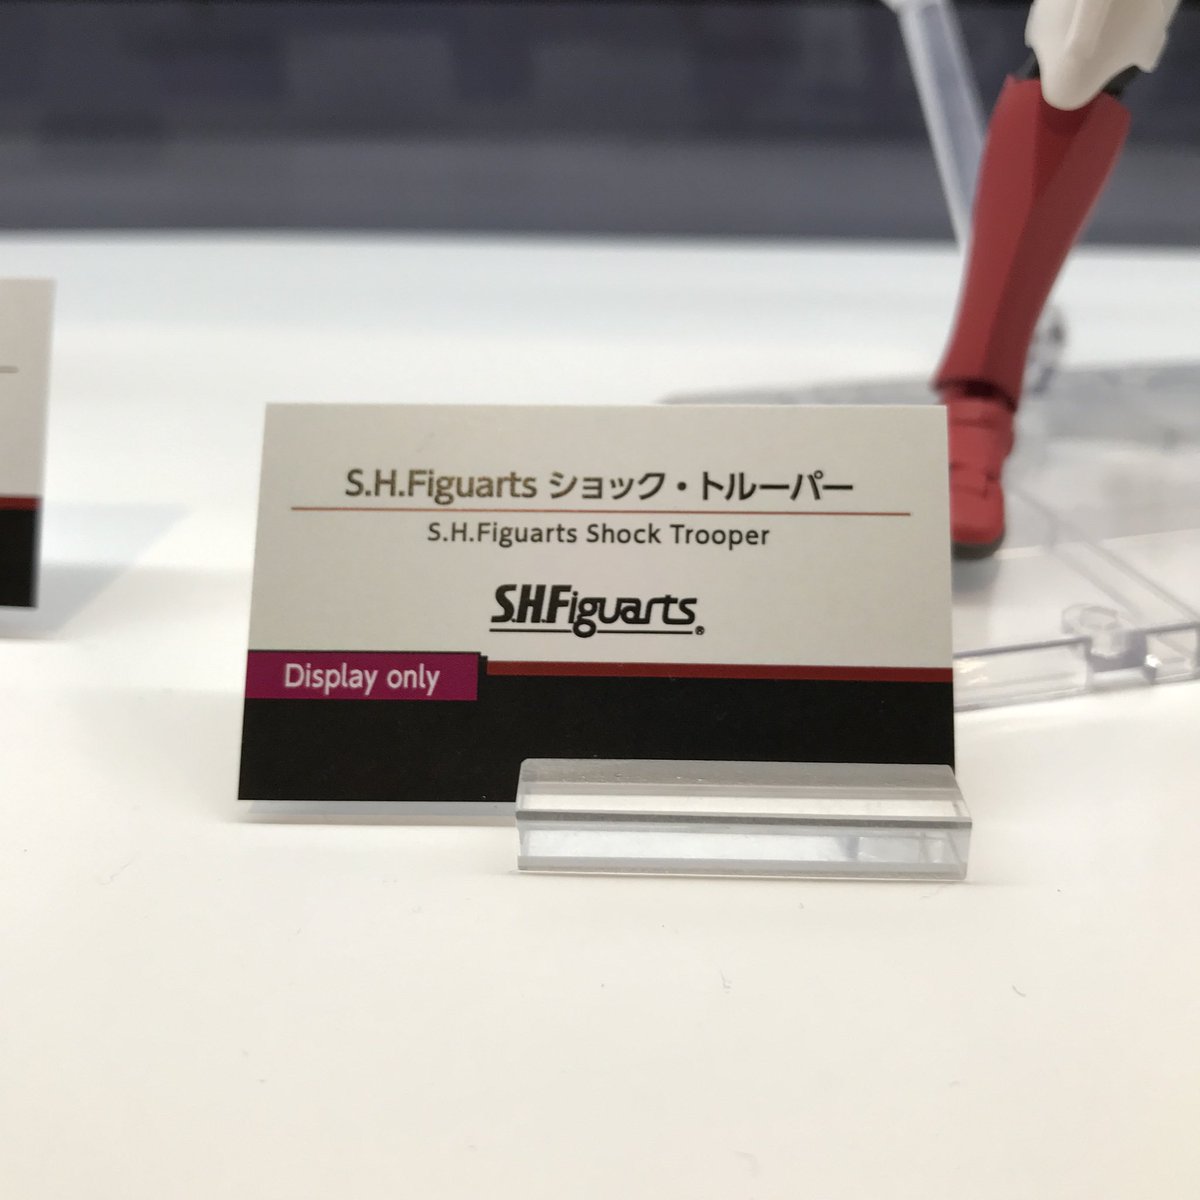 S.H.Figuarts ショック・トルーパー
S.H.Figuarts Shock Trooper
S.H.Figuarts®
Display only